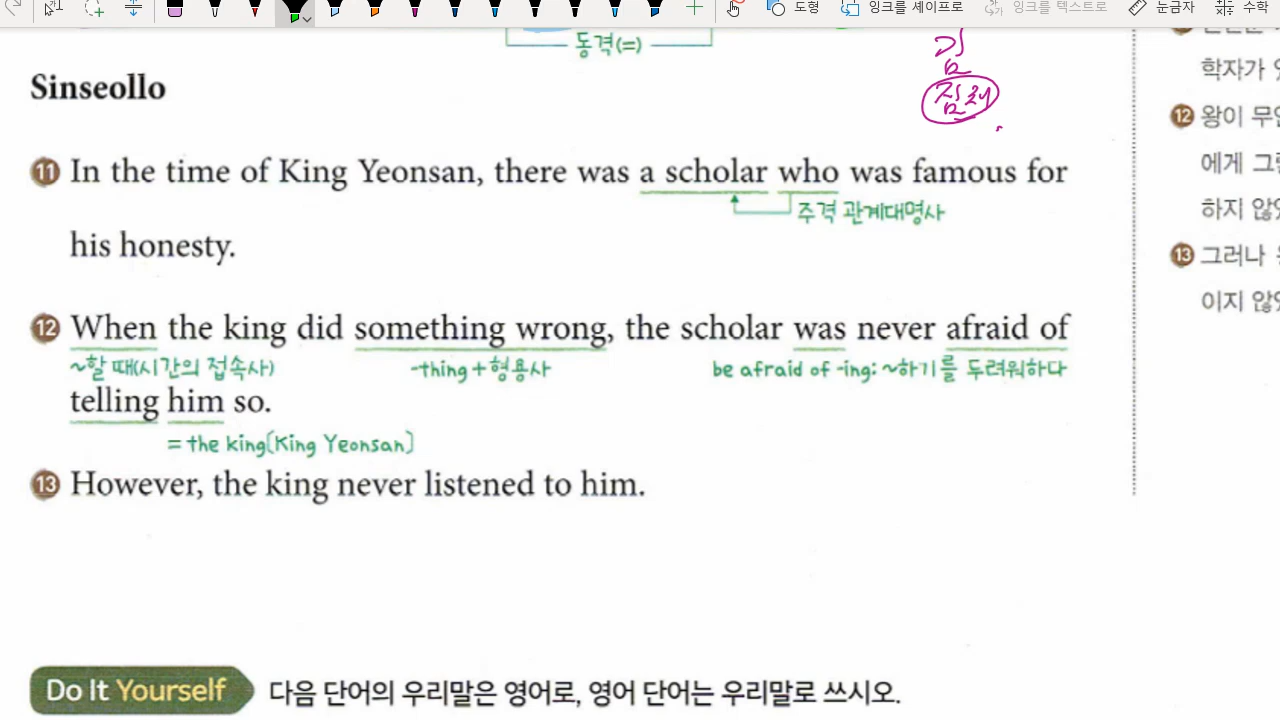 도형 잉크를 셰이프로 잉크를 텍스트로 눈금자 수학
동격(=)
김
잡채
Sinseollo
⑪ In the time of King Yeonsan, there was a scholar who was famous for
주격 관계대명사
his honesty.
⑫ When the king did something wrong, the scholar was never afraid of
~할 때(시간의 접속사) -thing+형용사 be afraid of -ing: ~하기를 두려워하다
telling him so.
= the king(King Yeonsan)
⑬ However, the king never listened to him.
학자가
⑫ 왕이
에게
하지
⑬ 그러나
이지
Do It Yourself 다음 단어의 우리말은 영어로, 영어 단어는 우리말로 쓰시오.